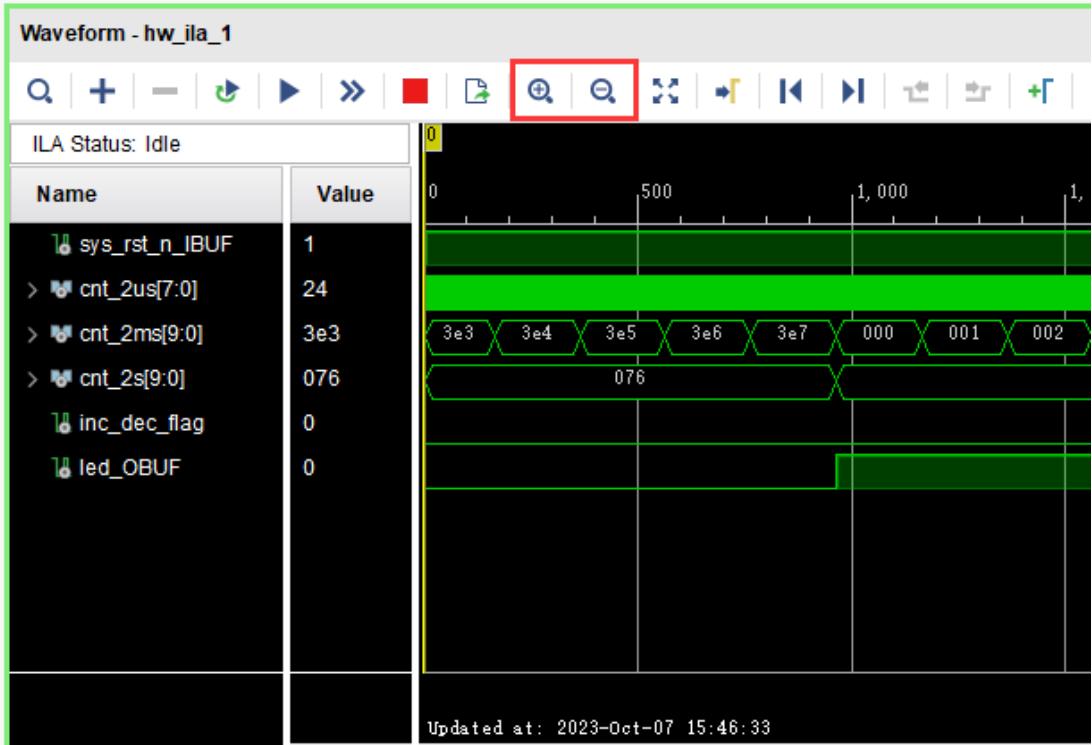 Waveform - hw_ila_1
ILA Status: Idle
0
Name Value 0 500 1,000 1,
sys_rst_n_IBUF 1
cnt_2us[7:0] 24
cnt_2ms[9:0] 3e3 3e3 3e4 3e5 3e6 3e7 000 001 002
cnt_2s[9:0] 076 076
inc_dec_flag 0
led_OBUF 0
Updated at: 2023-Oct-07 15:46:33